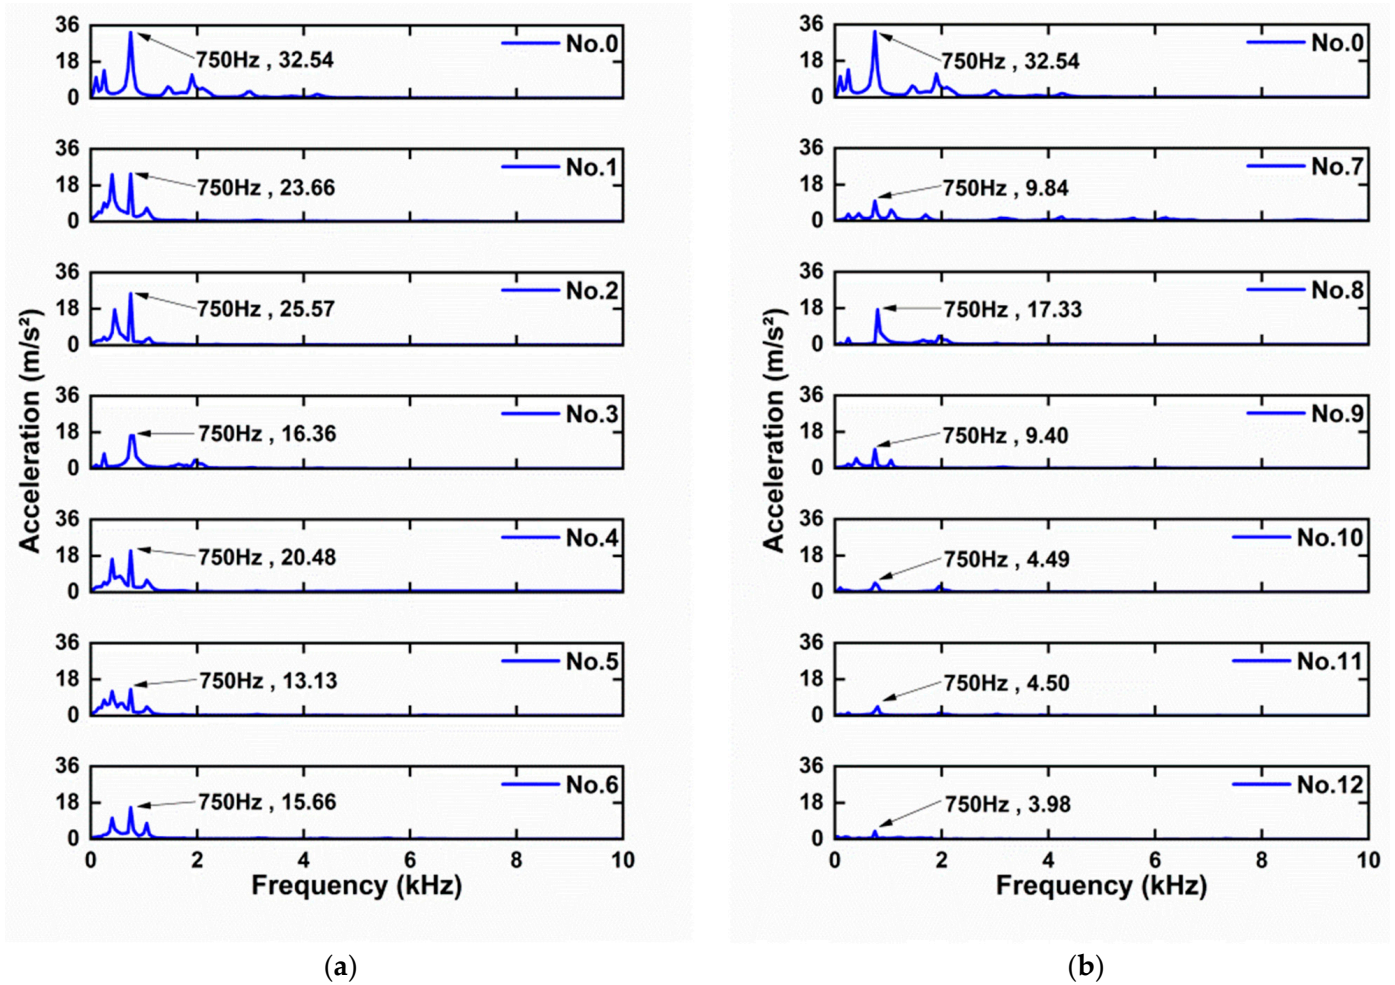 Acceleration (m/s²)
36
18
0
750Hz , 32.54
No.0
36
18
0
750Hz , 23.66
No.1
36
18
0
750Hz , 25.57
No.2
36
18
0
750Hz , 16.36
No.3
36
18
0
750Hz , 20.48
No.4
36
18
0
750Hz , 13.13
No.5
36
18
0
750Hz , 15.66
No.6
0 2 4 6 8 10
Frequency (kHz)
(a)
Acceleration (m/s²)
36
18
0
750Hz , 32.54
No.0
36
18
0
750Hz , 9.84
No.7
36
18
0
750Hz , 17.33
No.8
36
18
0
750Hz , 9.40
No.9
36
18
0
750Hz , 4.49
No.10
36
18
0
750Hz , 4.50
No.11
36
18
0
750Hz , 3.98
No.12
0 2 4 6 8 10
Frequency (kHz)
(b)